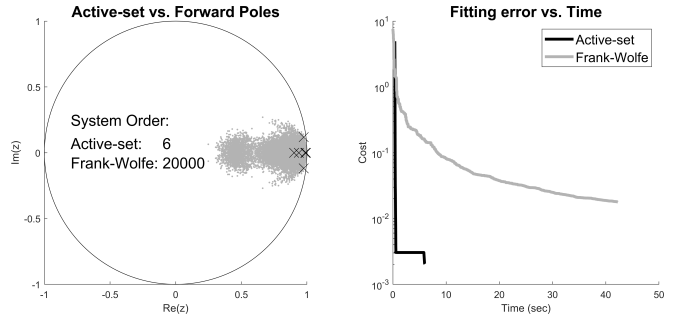 Active-set vs. Forward Poles
1
0.5
0
-0.5
-1
Im(z)
System Order:
Active-set: 6
Frank-Wolfe: 20000
-1
-0.5
0
0.5
1
Re(z)
Fitting error vs. Time
10^1
10^0
10^-1
10^-2
10^-3
Cost
Active-set
Frank-Wolfe
0
10
20
30
40
50
Time (sec)